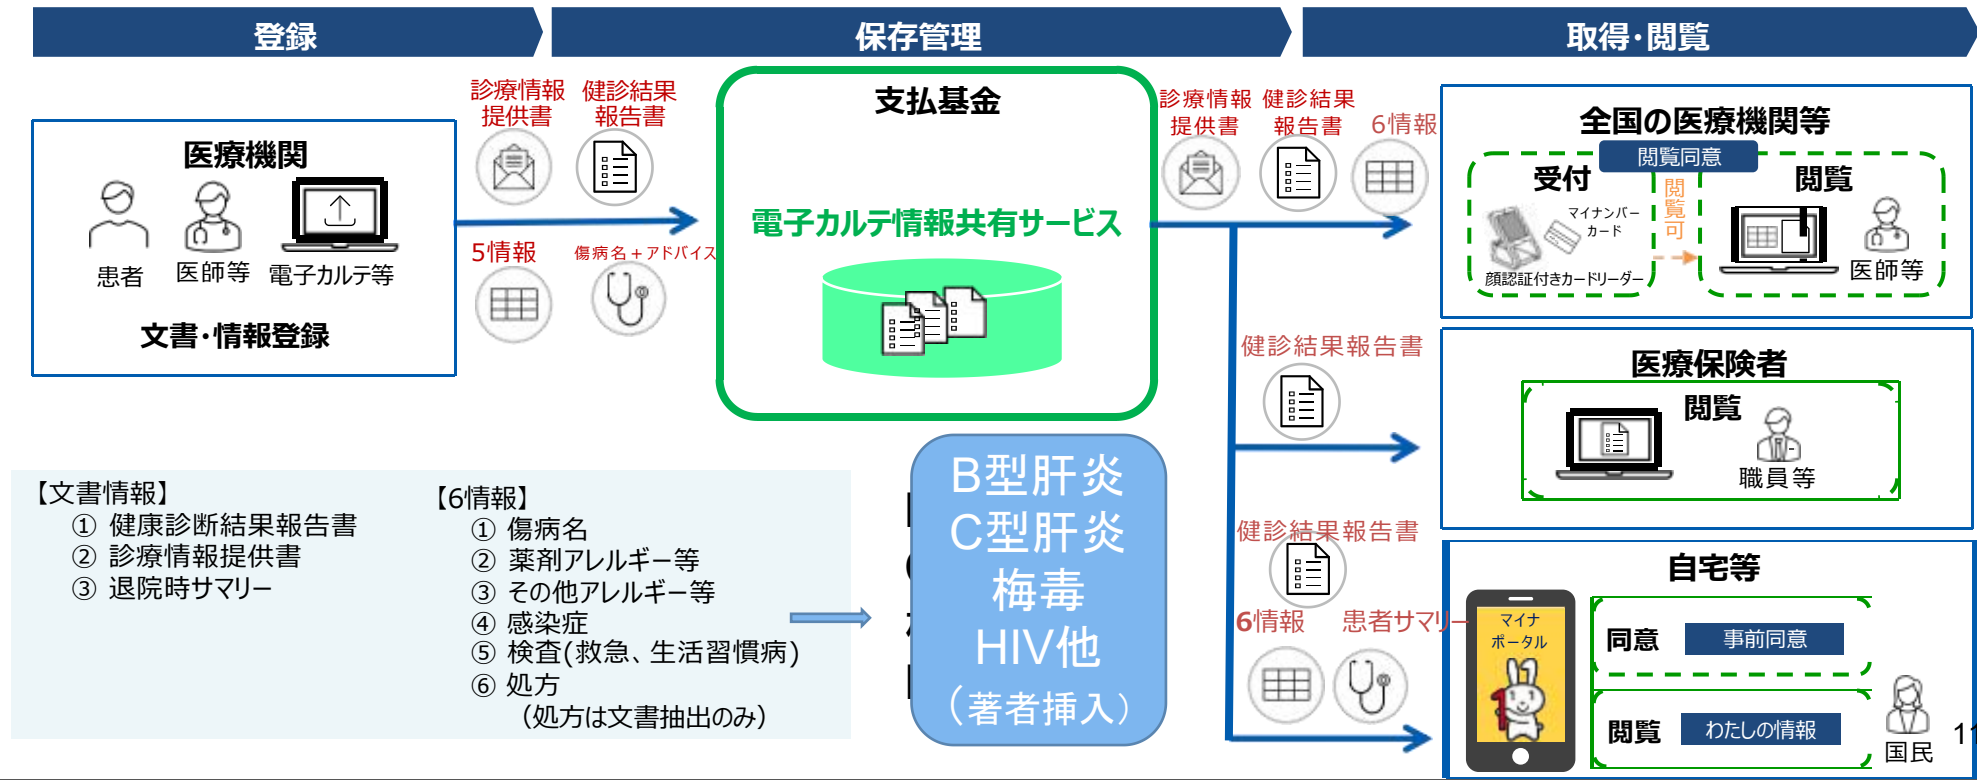 登録
保存管理
取得・閲覧
医療機関
患者
医師等
電子カルテ等
文書・情報登録
診療情報
提供書
健診結果
報告書
5情報
傷病名＋アドバイス
支払基金
電子カルテ情報共有サービス
診療情報
提供書
健診結果
報告書
6情報
全国の医療機関等
閲覧同意
受付
閲覧可
閲覧
マイナンバー
カード
顔認証付きカードリーダー
医師等
健診結果報告書
医療保険者
閲覧
職員等
健診結果報告書
6情報
患者サマリー
自宅等
マイナ
ポータル
同意
事前同意
閲覧
わたしの情報
国民
11
【文書情報】
① 健康診断結果報告書
② 診療情報提供書
③ 退院時サマリー
【6情報】
① 傷病名
② 薬剤アレルギー等
③ その他アレルギー等
④ 感染症
⑤ 検査(救急、生活習慣病)
⑥ 処方
（処方は文書抽出のみ）
B型肝炎
C型肝炎
梅毒
HIV他
（著者挿入）